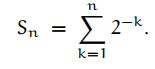 Sₙ = ∑ₖ₌₁ⁿ 2⁻ᵏ.